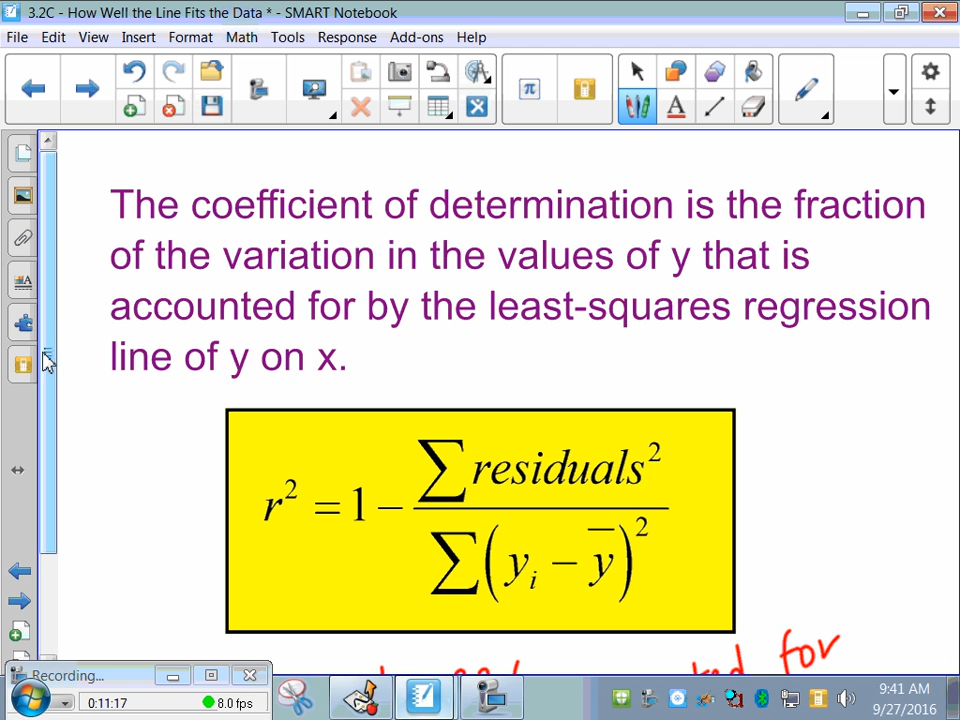 3.2C - How Well the Line Fits the Data * - SMART Notebook
File Edit View Insert Format Math Tools Response Add-ons Help
The coefficient of determination is the fraction
of the variation in the values of y that is
accounted for by the least-squares regression
line of y on x.
r² = 1 − ∑residuals² / ∑(yᵢ − y̅)²
for
Recording...
0:11:17 8.0 fps
9:41 AM
9/27/2016